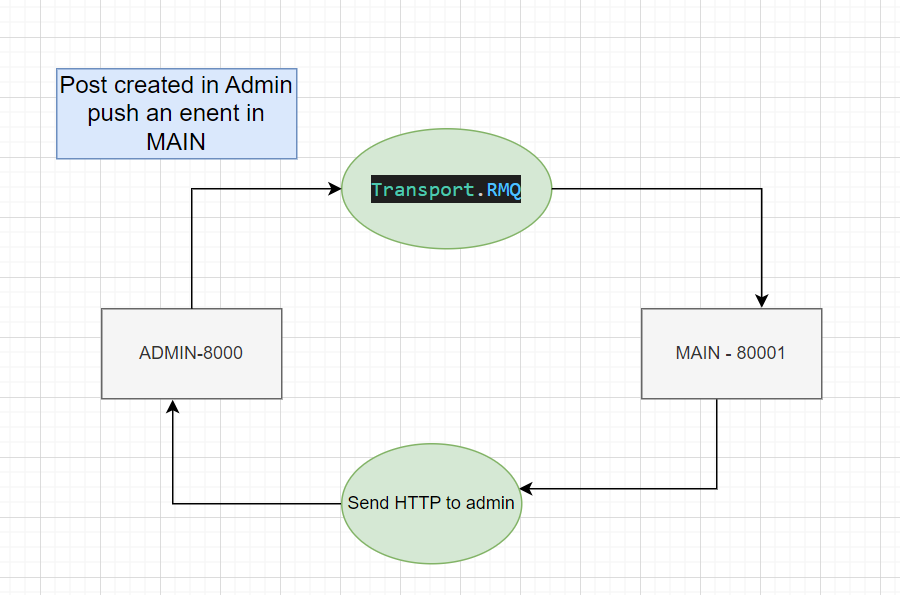 Post created in Admin
push an enent in
MAIN
Transport.RMQ
ADMIN-8000
MAIN - 80001
Send HTTP to admin